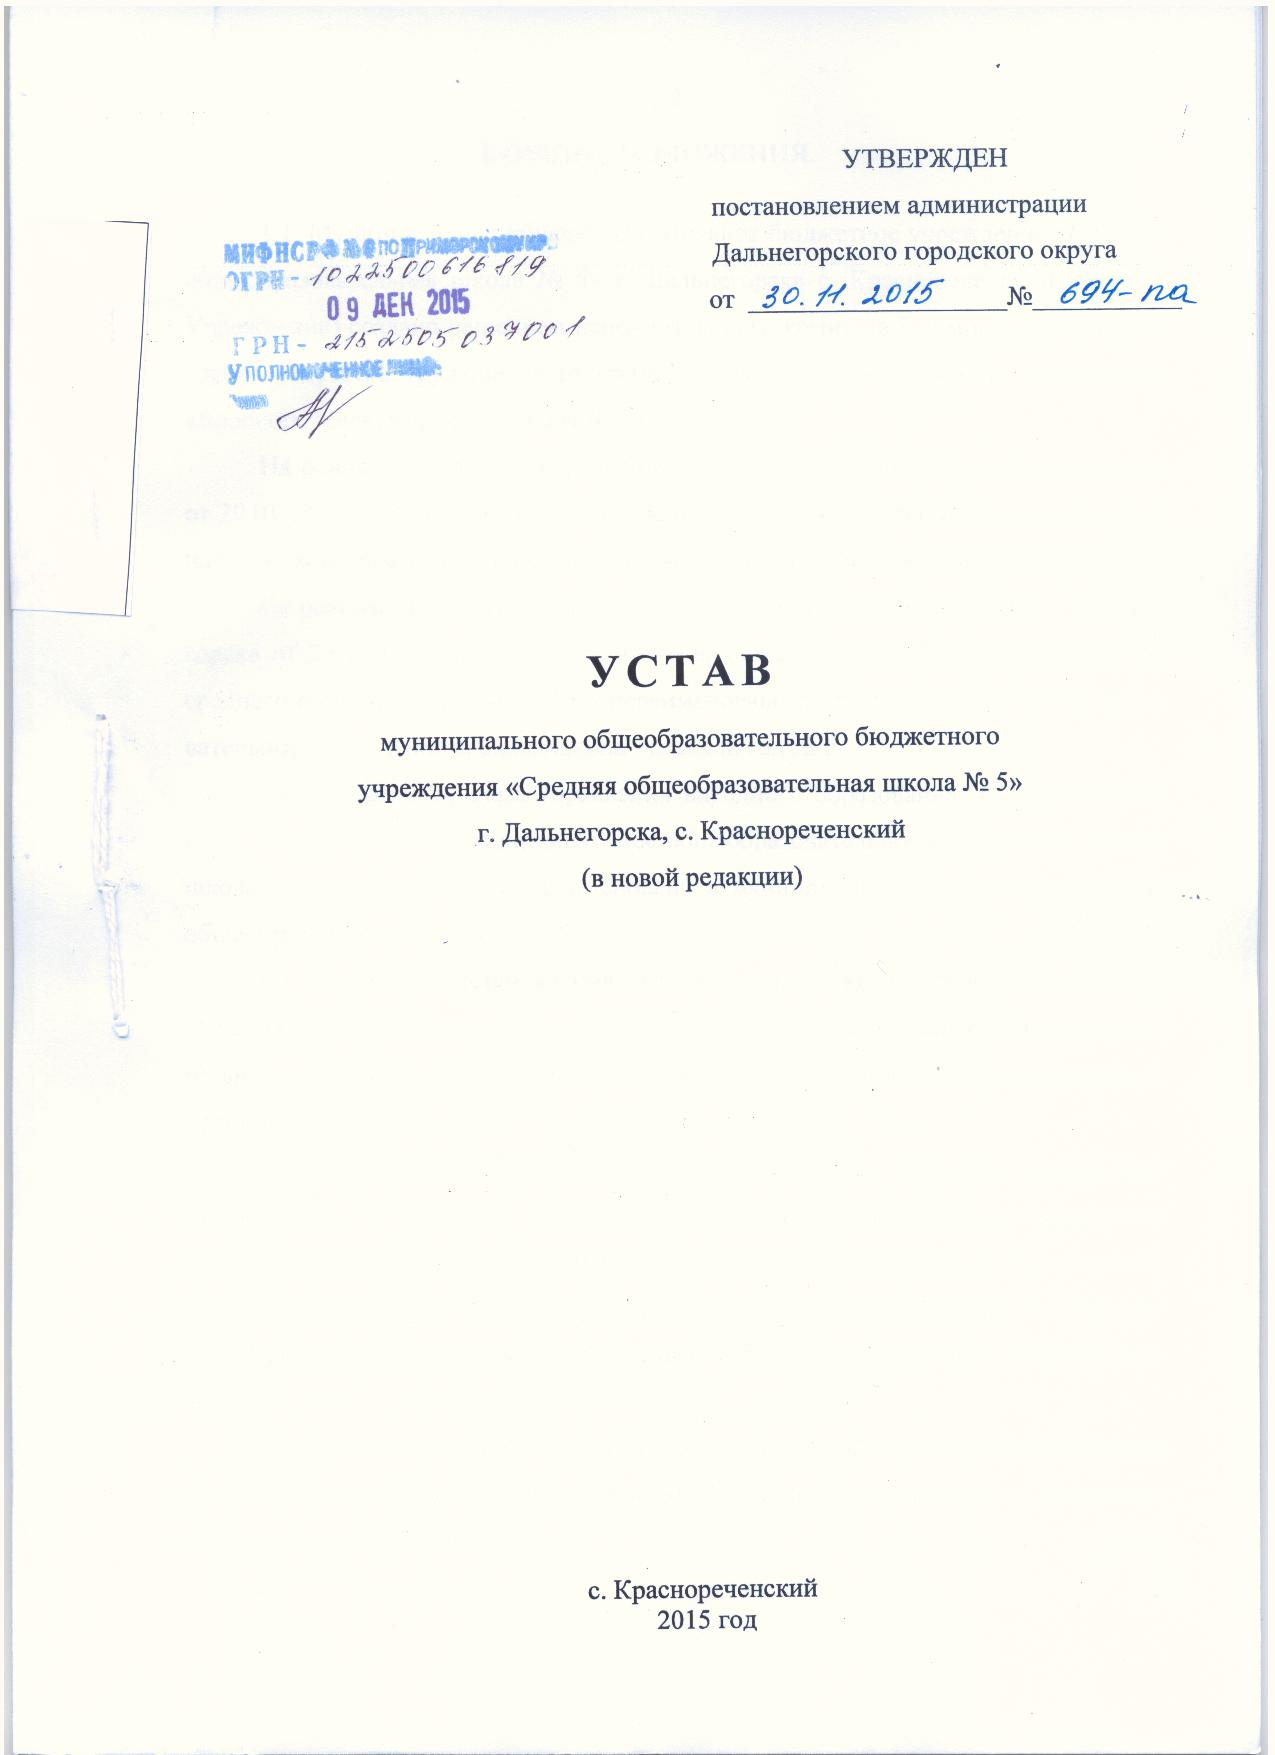 УТВЕРЖДЕН
постановлением администрации
Дальнегорского городского округа
от 30.11.2015 № 694-па
МИФНС РФ № ПО ПРИМОРСКОМУ КР.
ОГРН - 1022500616819
09 ДЕК 2015
ГРН - 2152505037001
УПОЛНОМОЧЕННОЕ ЛИЦО:
УСТАВ
муниципального общеобразовательного бюджетного
учреждения «Средняя общеобразовательная школа № 5»
г. Дальнегорска, с. Краснореченский
(в новой редакции)
с. Краснореченский
2015 год